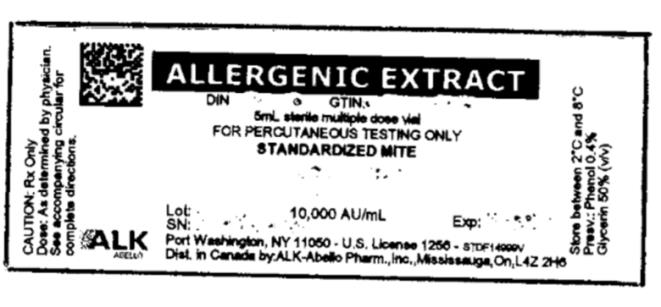 CAUTION: Rx Only
Dose: As determined by physician.
See accompanying circular for
complete directions.
ALLERGENIC EXTRACT
DIN GTIN:
5mL sterile multiple dose vial
FOR PERCUTANEOUS TESTING ONLY
STANDARDIZED MITE
Lot: 10,000 AU/mL Exp:
SN:
ALK
ABELLÓ
Port Washington, NY 11050 - U.S. License 1256 - STDF14999V
Dist. in Canada by:ALK-Abello Pharm.,Inc.,Mississauga,On,L4Z 2H6
Store between 2°C and 8°C
Presv.: Phenol 0.4%
Glycerin 50% (v/v)